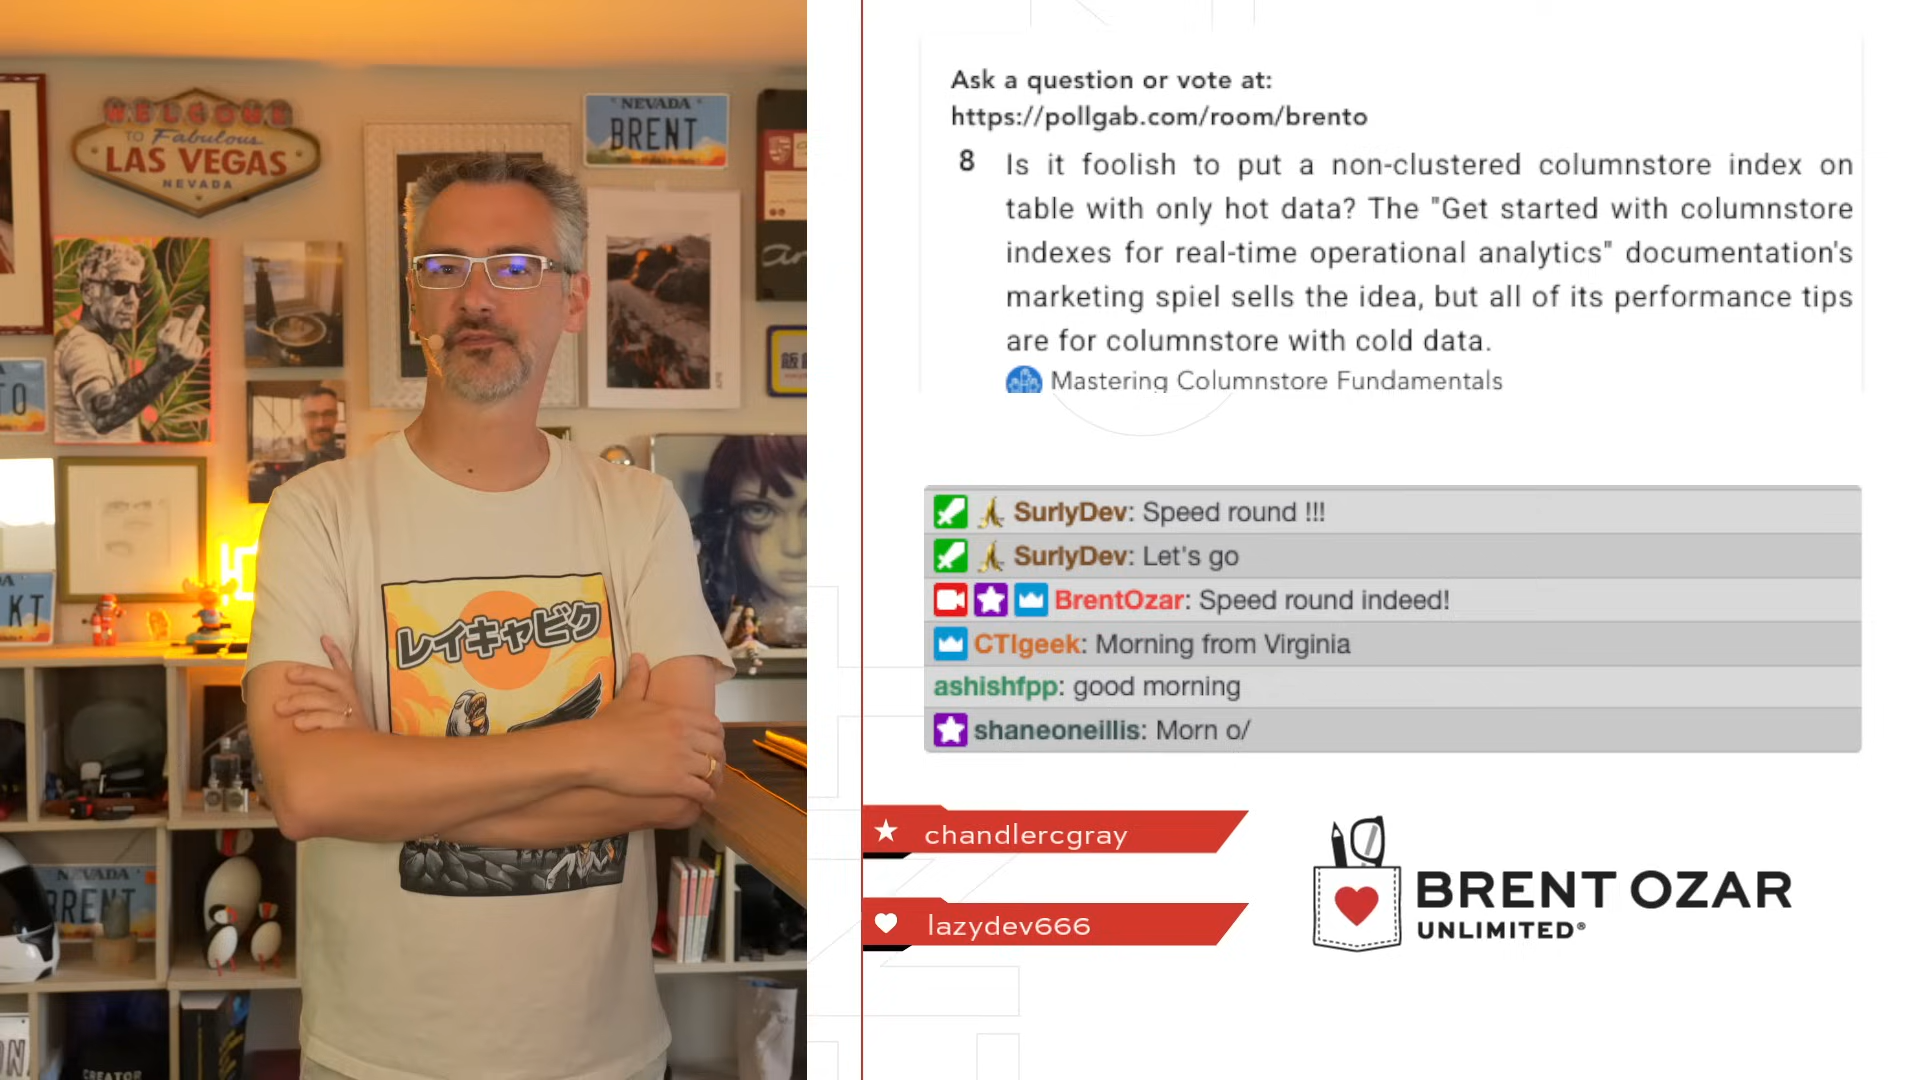 WELCOME
TO Fabulous
LAS VEGAS
NEVADA
NEVADA
BRENT
KT
レイキャビク
NEVADA
BRENT
CREATOR
Ask a question or vote at:
https://pollgab.com/room/brento
8 Is it foolish to put a non-clustered columnstore index on
table with only hot data? The "Get started with columnstore
indexes for real-time operational analytics" documentation's
marketing spiel sells the idea, but all of its performance tips
are for columnstore with cold data.
Mastering Columnstore Fundamentals
SurlyDev: Speed round !!!
SurlyDev: Let's go
BrentOzar: Speed round indeed!
CTIgeek: Morning from Virginia
ashishfpp: good morning
shaneoneillis: Morn o/
chandlercgray
lazydev666
BRENT OZAR
UNLIMITED®